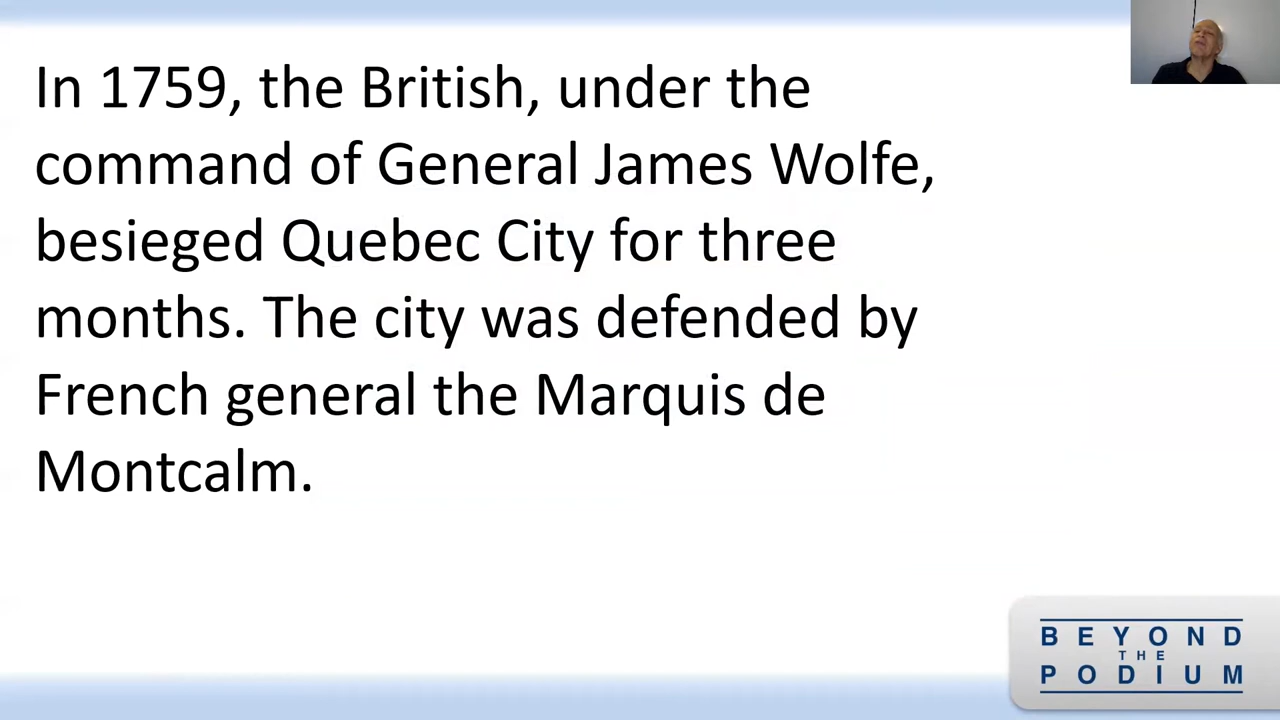 In 1759, the British, under the
command of General James Wolfe,
besieged Quebec City for three
months. The city was defended by
French general the Marquis de
Montcalm.
BEYOND
THE
PODIUM